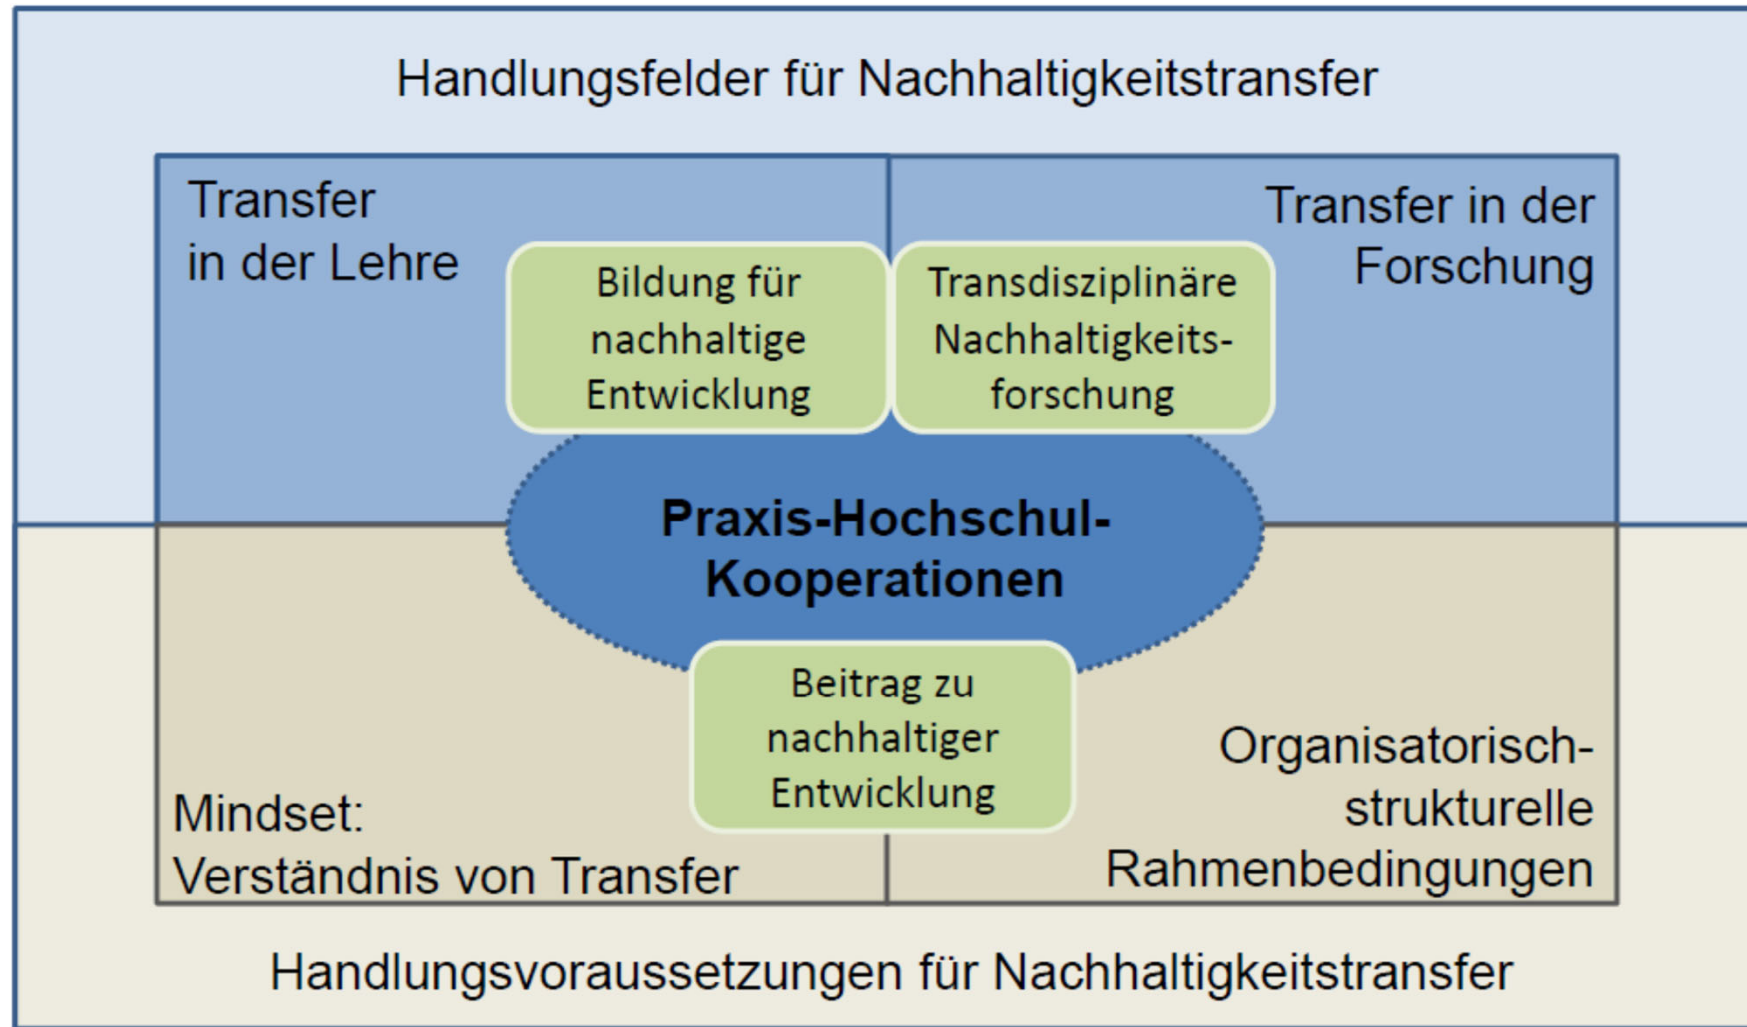 Handlungsfelder für Nachhaltigkeitstransfer
Transfer
in der Lehre
Transfer in der
Forschung
Bildung für
nachhaltige
Entwicklung
Transdisziplinäre
Nachhaltigkeits-
forschung
Praxis-Hochschul-
Kooperationen
Beitrag zu
nachhaltiger
Entwicklung
Mindset:
Verständnis von Transfer
Organisatorisch-
strukturelle
Rahmenbedingungen
Handlungsvoraussetzungen für Nachhaltigkeitstransfer